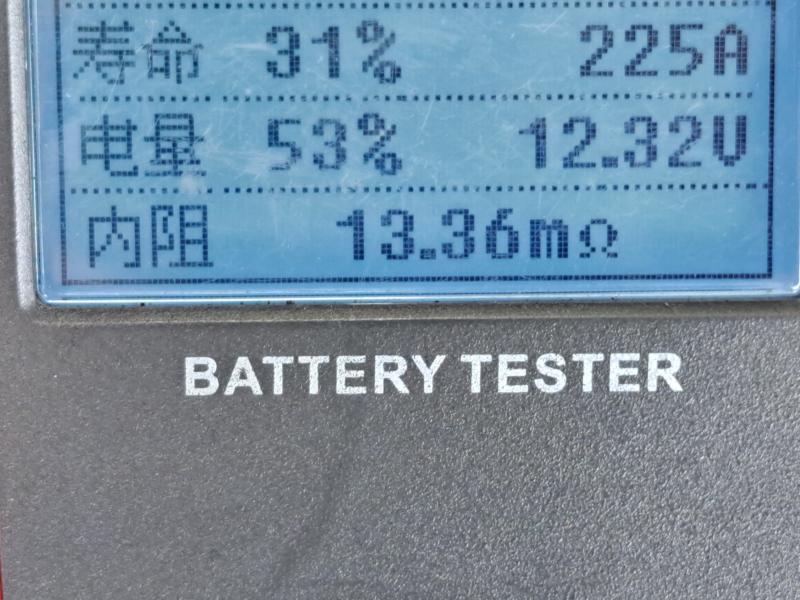 寿命 31% 225A
电量 53% 12.32V
内阻 13.36mΩ
BATTERY TESTER